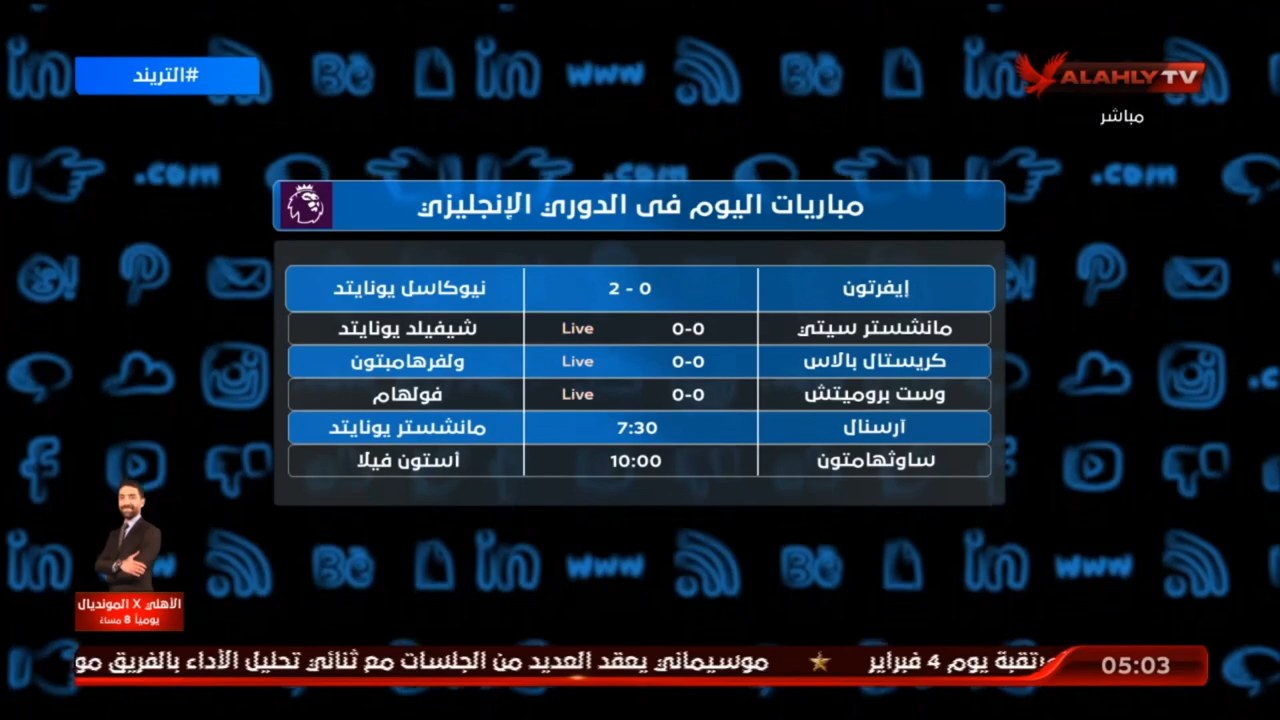 #التريند
ALAHLY TV
مباشر
مباريات اليوم فى الدوري الإنجليزي
إيفرتون 0 - 2 نيوكاسل يونايتد
مانشستر سيتي 0-0 Live شيفيلد يونايتد
كريستال بالاس 0-0 Live ولفرهامبتون
وست بروميتش 0-0 Live فولهام
آرسنال 7:30 مانشستر يونايتد
ساوثهامتون 10:00 أستون فيلا
الأهلي X المونديال
يومياً 8 مساءً
يوم 4 فبراير ★ موسيماني يعقد العديد من الجلسات مع ثنائي تحليل الأداء بالفريق
05:03